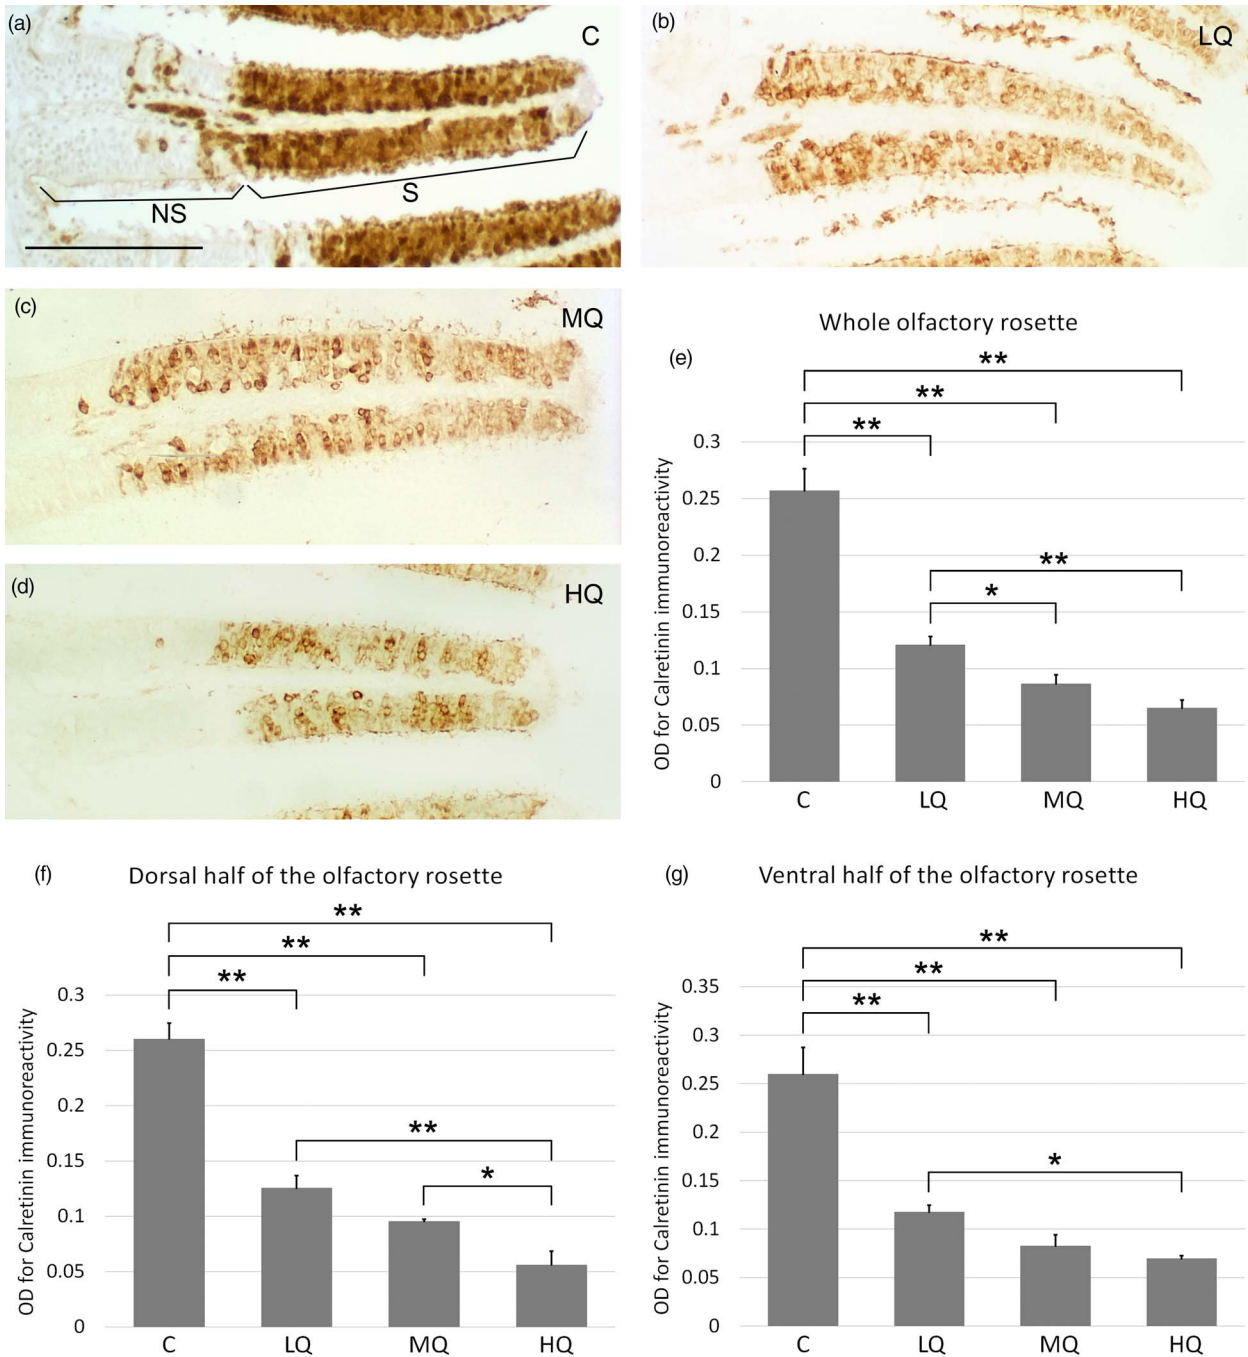 (a)
C
NS
S
(b)
LQ
(c)
MQ
(d)
HQ
(e)
Whole olfactory rosette
OD for Calretinin immunoreactivity
**
**
**
**
*
0.3
0.25
0.2
0.15
0.1
0.05
0
C LQ MQ HQ
(f)
Dorsal half of the olfactory rosette
OD for Calretinin immunoreactivity
**
**
**
**
*
0.3
0.25
0.2
0.15
0.1
0.05
0
C LQ MQ HQ
(g)
Ventral half of the olfactory rosette
OD for Calretinin immunoreactivity
**
**
**
*
0.35
0.3
0.25
0.2
0.15
0.1
0.05
0
C LQ MQ HQ